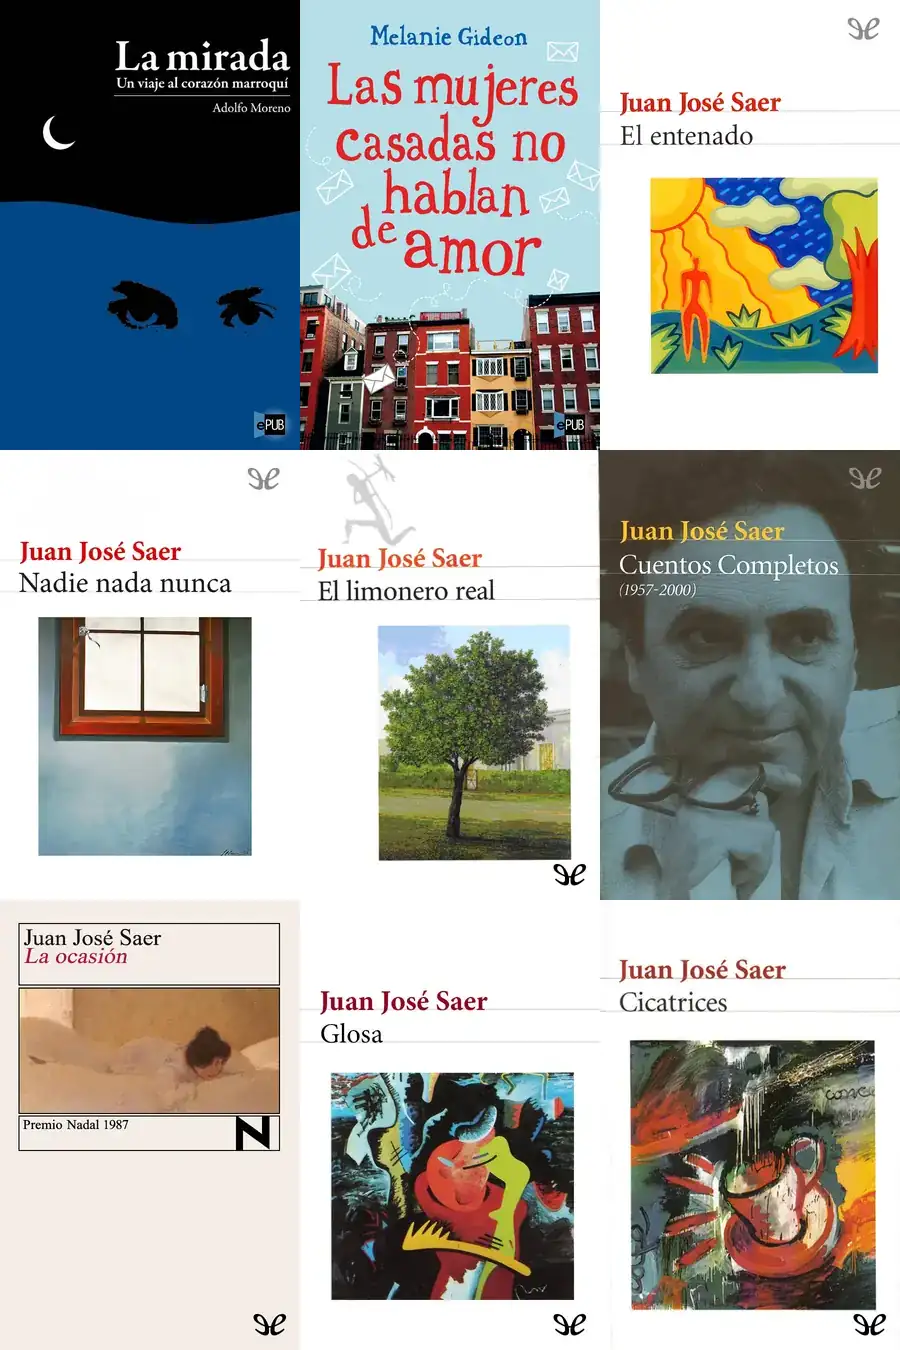 La mirada
Un viaje al corazón marroquí
Adolfo Moreno
ePUB
Melanie Gideon
Las mujeres
casadas no
hablan
de amor
ePUB
Juan José Saer
El entenado
Juan José Saer
Nadie nada nunca
Juan José Saer
El limonero real
Juan José Saer
Cuentos Completos
(1957-2000)
Juan José Saer
La ocasión
Premio Nadal 1987
N
Juan José Saer
Glosa
Juan José Saer
Cicatrices